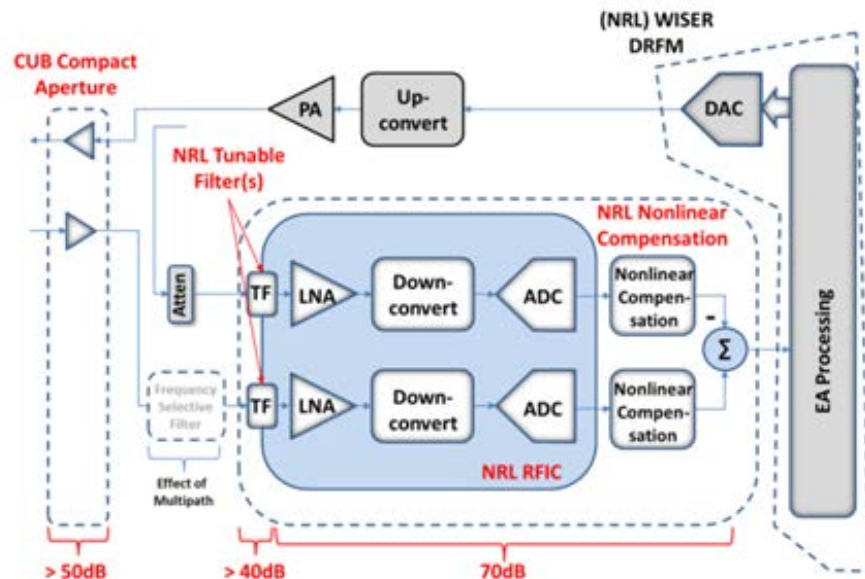 (NRL) WISER
DRFM
CUB Compact
Aperture
PA
Up-
convert
DAC
NRL Tunable
Filter(s)
NRL Nonlinear
Compensation
Atten
TF
LNA
Down-
convert
ADC
Nonlinear
Compen-
sation
-
Σ
EA Processing
Frequency
Selective
Filter
TF
LNA
Down-
convert
ADC
Nonlinear
Compen-
sation
NRL RFIC
Effect of
Multipath
> 50dB
> 40dB
70dB